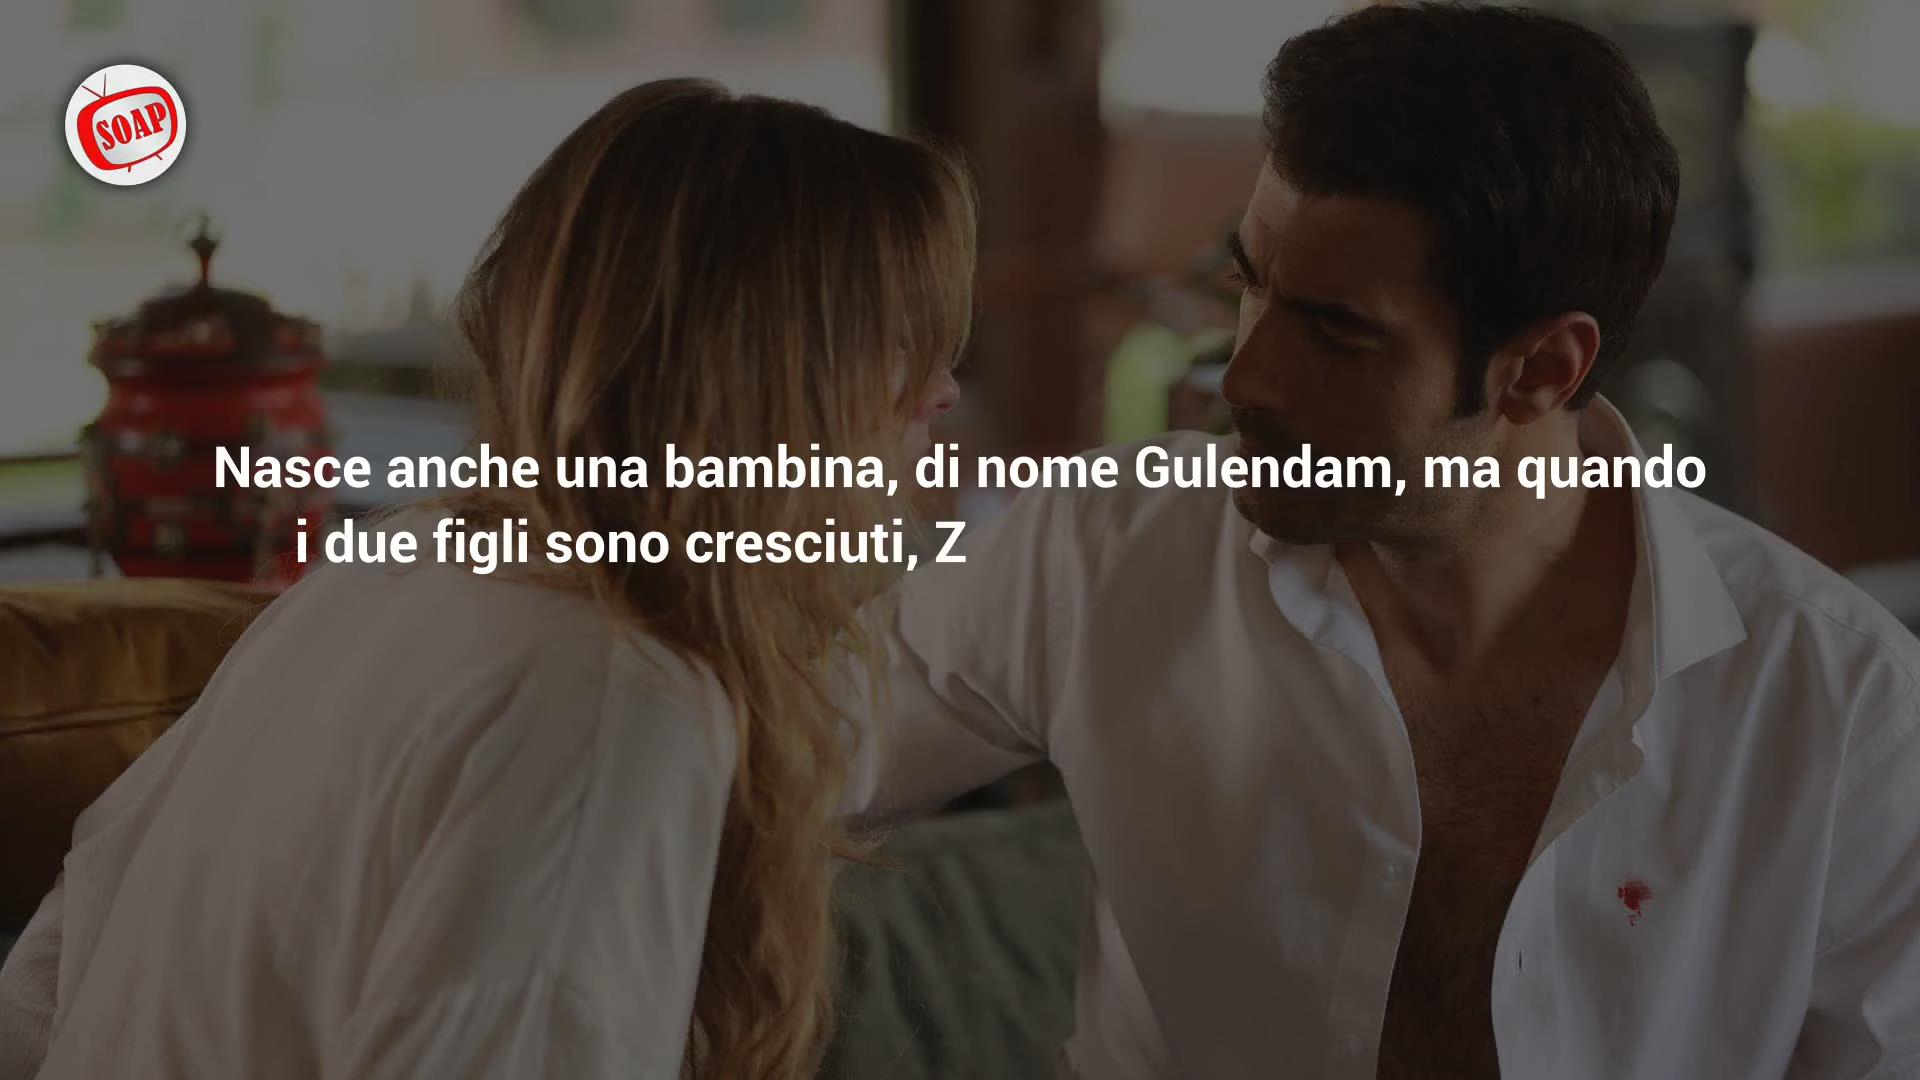 SOAP
Nasce anche una bambina, di nome Gulendam, ma quando
i due figli sono cresciuti, Z